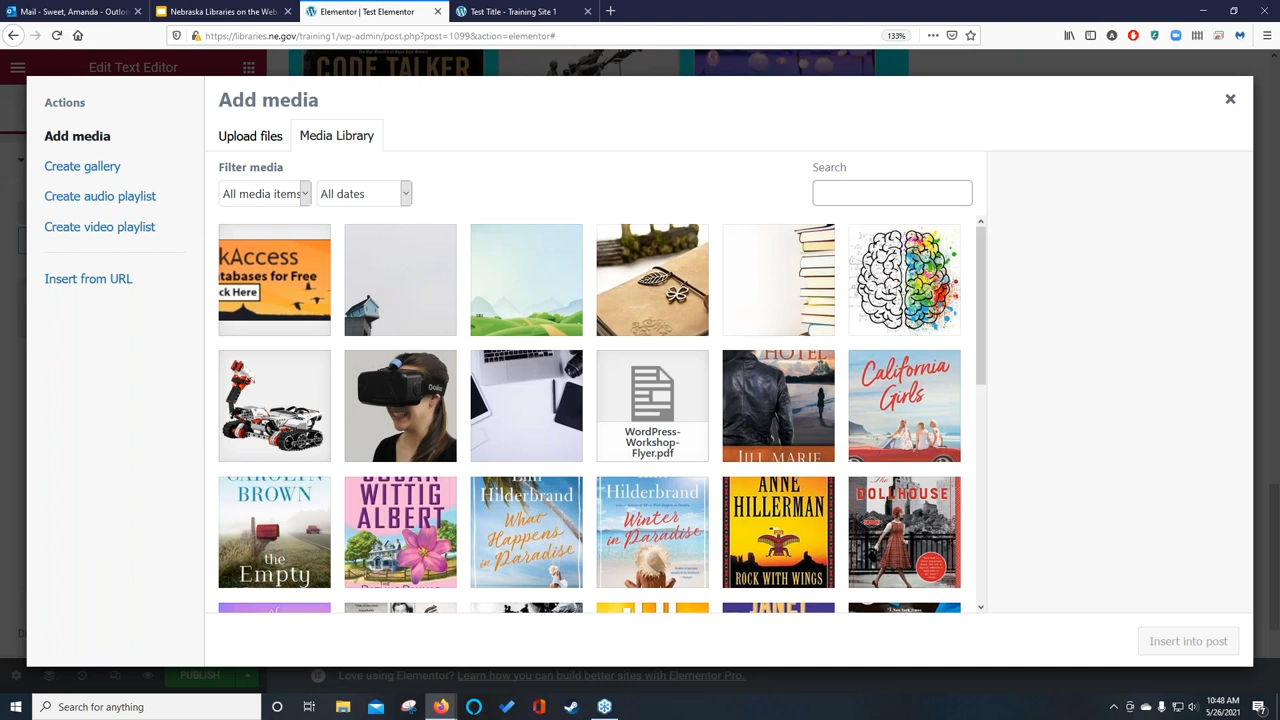 Mail - Sweet, Amanda - Outlo
Nebraska Libraries on the Web
Elementor | Test Elementor
Test Title - Training Site 1
https://libraries.ne.gov/training1/wp-admin/post.php?post=1099&action=elementor#
133%
Edit Text Editor
CODE TALKER
Actions
Add media
Create gallery
Create audio playlist
Create video playlist
Insert from URL
Add media
Upload files
Media Library
Filter media
All media items
All dates
Search
kAccess
tabases for Free
ck Here
Oculus
WordPress-
Workshop-
Flyer.pdf
HOTEL
JILL MARIE
California
Girls
CAROLYN
BROWN
the
Empty
SUSAN
WITTIG
ALBERT
Elin
Hilderbrand
What
Happens
in Paradise
Hilderbrand
Winter
in Paradise
ANNE
HILLERMAN
ROCK WITH WINGS
The
DOLLHOUSE
of
JANET
Insert into post
PUBLISH
Love using Elementor? Learn how you can build better sites with Elementor Pro.
Search for anything
10:48 AM
5/26/2021